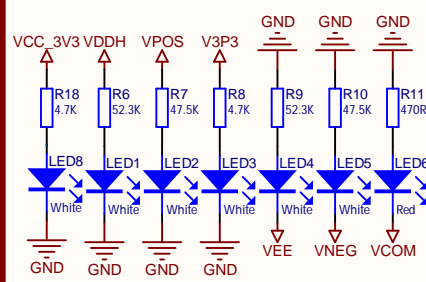 GND GND GND
VCC_3V3 VDDH VPOS V3P3
R18 R6 R7 R8 R9 R10 R11
4.7K 52.3K 47.5K 4.7K 52.3K 47.5K 470R
LED8 LED1 LED2 LED3 LED4 LED5 LED6
White White White White White White Red
GND GND GND GND VEE VNEG VCOM